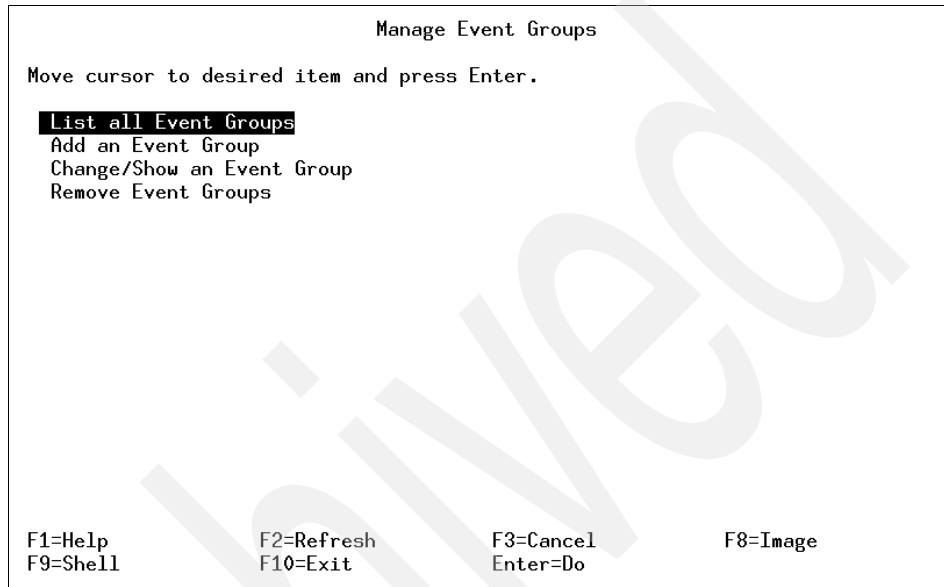 Manage Event Groups
Move cursor to desired item and press Enter.
List all Event Groups
Add an Event Group
Change/Show an Event Group
Remove Event Groups
F1=Help F2=Refresh F3=Cancel F8=Image
F9=Shell F10=Exit Enter=Do
hived